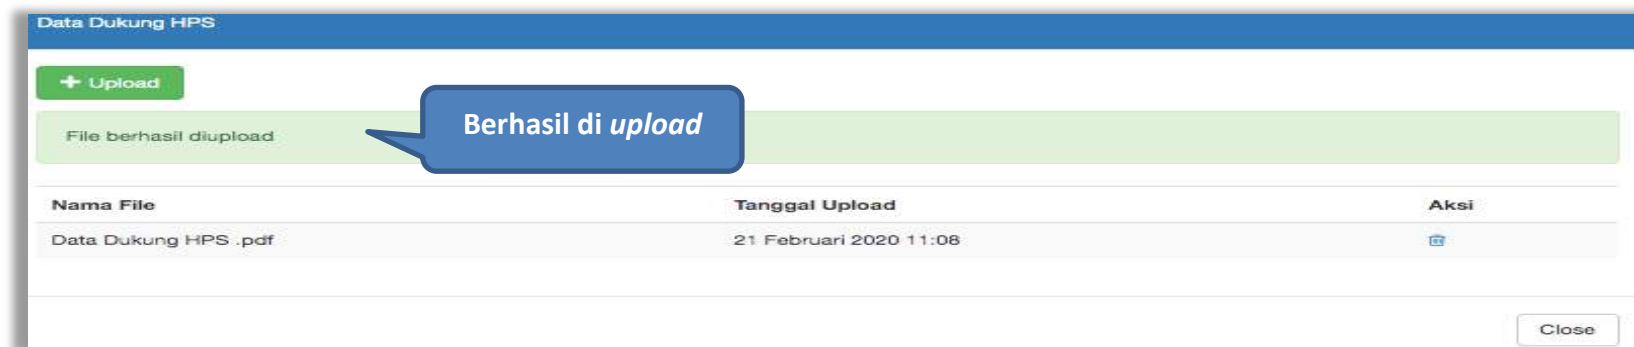 Data Dukung HPS
+ Upload
File berhasil diupload
Berhasil di upload
Nama File Tanggal Upload Aksi
Data Dukung HPS .pdf 21 Februari 2020 11:08
Close